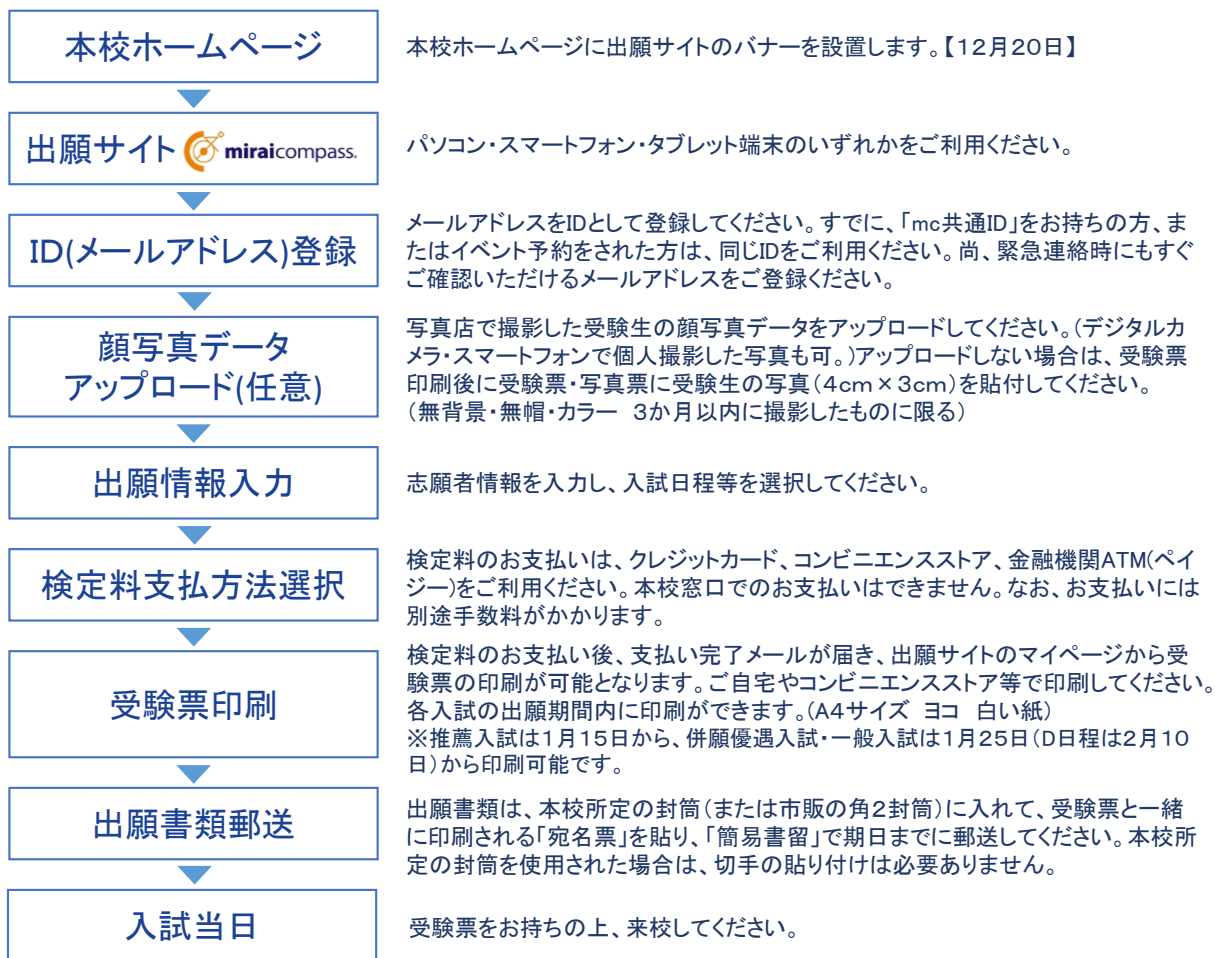 本校ホームページ
本校ホームページに出願サイトのバナーを設置します。【12月20日】
出願サイト miraicompass.
パソコン・スマートフォン・タブレット端末のいずれかをご利用ください。
ID(メールアドレス)登録
メールアドレスをIDとして登録してください。すでに、「mc共通ID」をお持ちの方、ま
たはイベント予約をされた方は、同じIDをご利用ください。尚、緊急連絡時にもすぐ
ご確認いただけるメールアドレスをご登録ください。
顔写真データ
アップロード(任意)
写真店で撮影した受験生の顔写真データをアップロードしてください。(デジタルカ
メラ・スマートフォンで個人撮影した写真も可。)アップロードしない場合は、受験票
印刷後に受験票・写真票に受験生の写真(4cm×3cm)を貼付してください。
(無背景・無帽・カラー 3か月以内に撮影したものに限る)
出願情報入力
志願者情報を入力し、入試日程等を選択してください。
検定料支払方法選択
検定料のお支払いは、クレジットカード、コンビニエンスストア、金融機関ATM(ペイ
ジー)をご利用ください。本校窓口でのお支払いはできません。なお、お支払いには
別途手数料がかかります。
受験票印刷
検定料のお支払い後、支払い完了メールが届き、出願サイトのマイページから受
験票の印刷が可能となります。ご自宅やコンビニエンスストア等で印刷してください。
各入試の出願期間内に印刷ができます。(A4サイズ ヨコ 白い紙)
※推薦入試は1月15日から、併願優遇入試・一般入試は1月25日(D日程は2月10
日)から印刷可能です。
出願書類郵送
出願書類は、本校所定の封筒(または市販の角2封筒)に入れて、受験票と一緒
に印刷される「宛名票」を貼り、「簡易書留」で期日までに郵送してください。本校所
定の封筒を使用された場合は、切手の貼り付けは必要ありません。
入試当日
受験票をお持ちの上、来校してください。